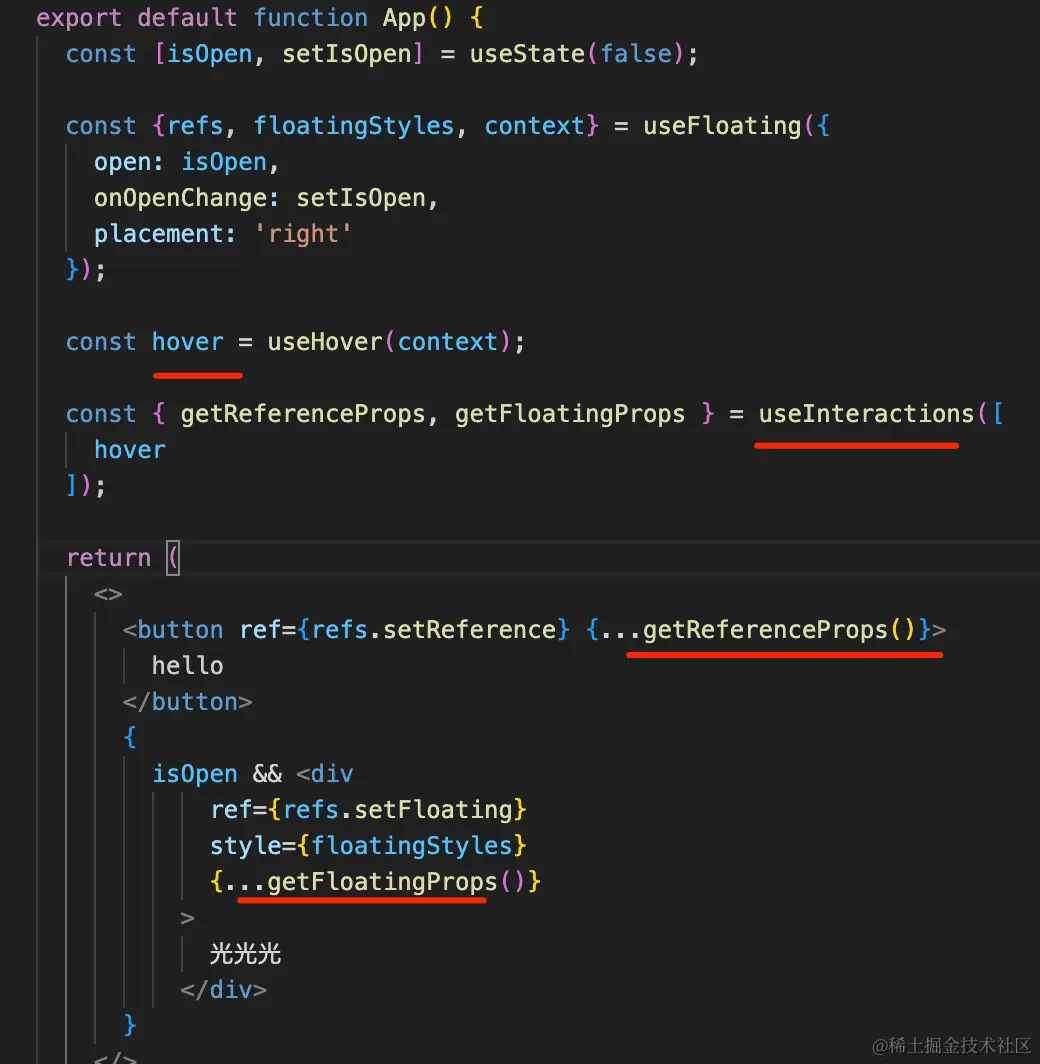 export default function App() {
const [isOpen, setIsOpen] = useState(false);
const {refs, floatingStyles, context} = useFloating({
open: isOpen,
onOpenChange: setIsOpen,
placement: 'right'
});
const hover = useHover(context);
const { getReferenceProps, getFloatingProps } = useInteractions([
hover
]);
return (
<>
<button ref={refs.setReference} {...getReferenceProps()}>
hello
</button>
{
isOpen && <div
ref={refs.setFloating}
style={floatingStyles}
{...getFloatingProps()}
>
光光光
</div>
}
</>
@稀土掘金技术社区